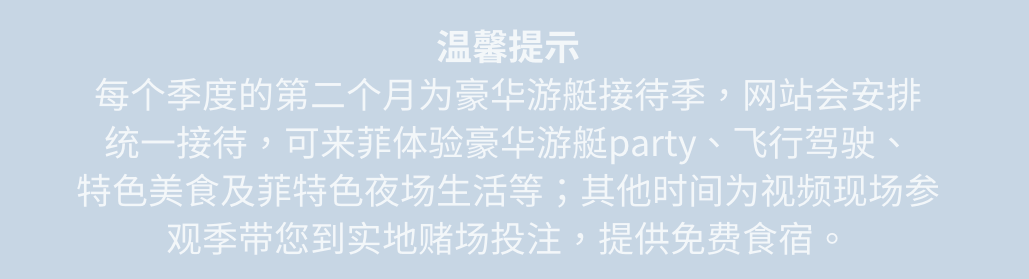 温馨提示
每个季度的第二个月为豪华游艇接待季，网站会安排
统一接待，可来菲体验豪华游艇party、飞行驾驶、
特色美食及菲特色夜场生活等；其他时间为视频现场参
观季带您到实地赌场投注，提供免费食宿。